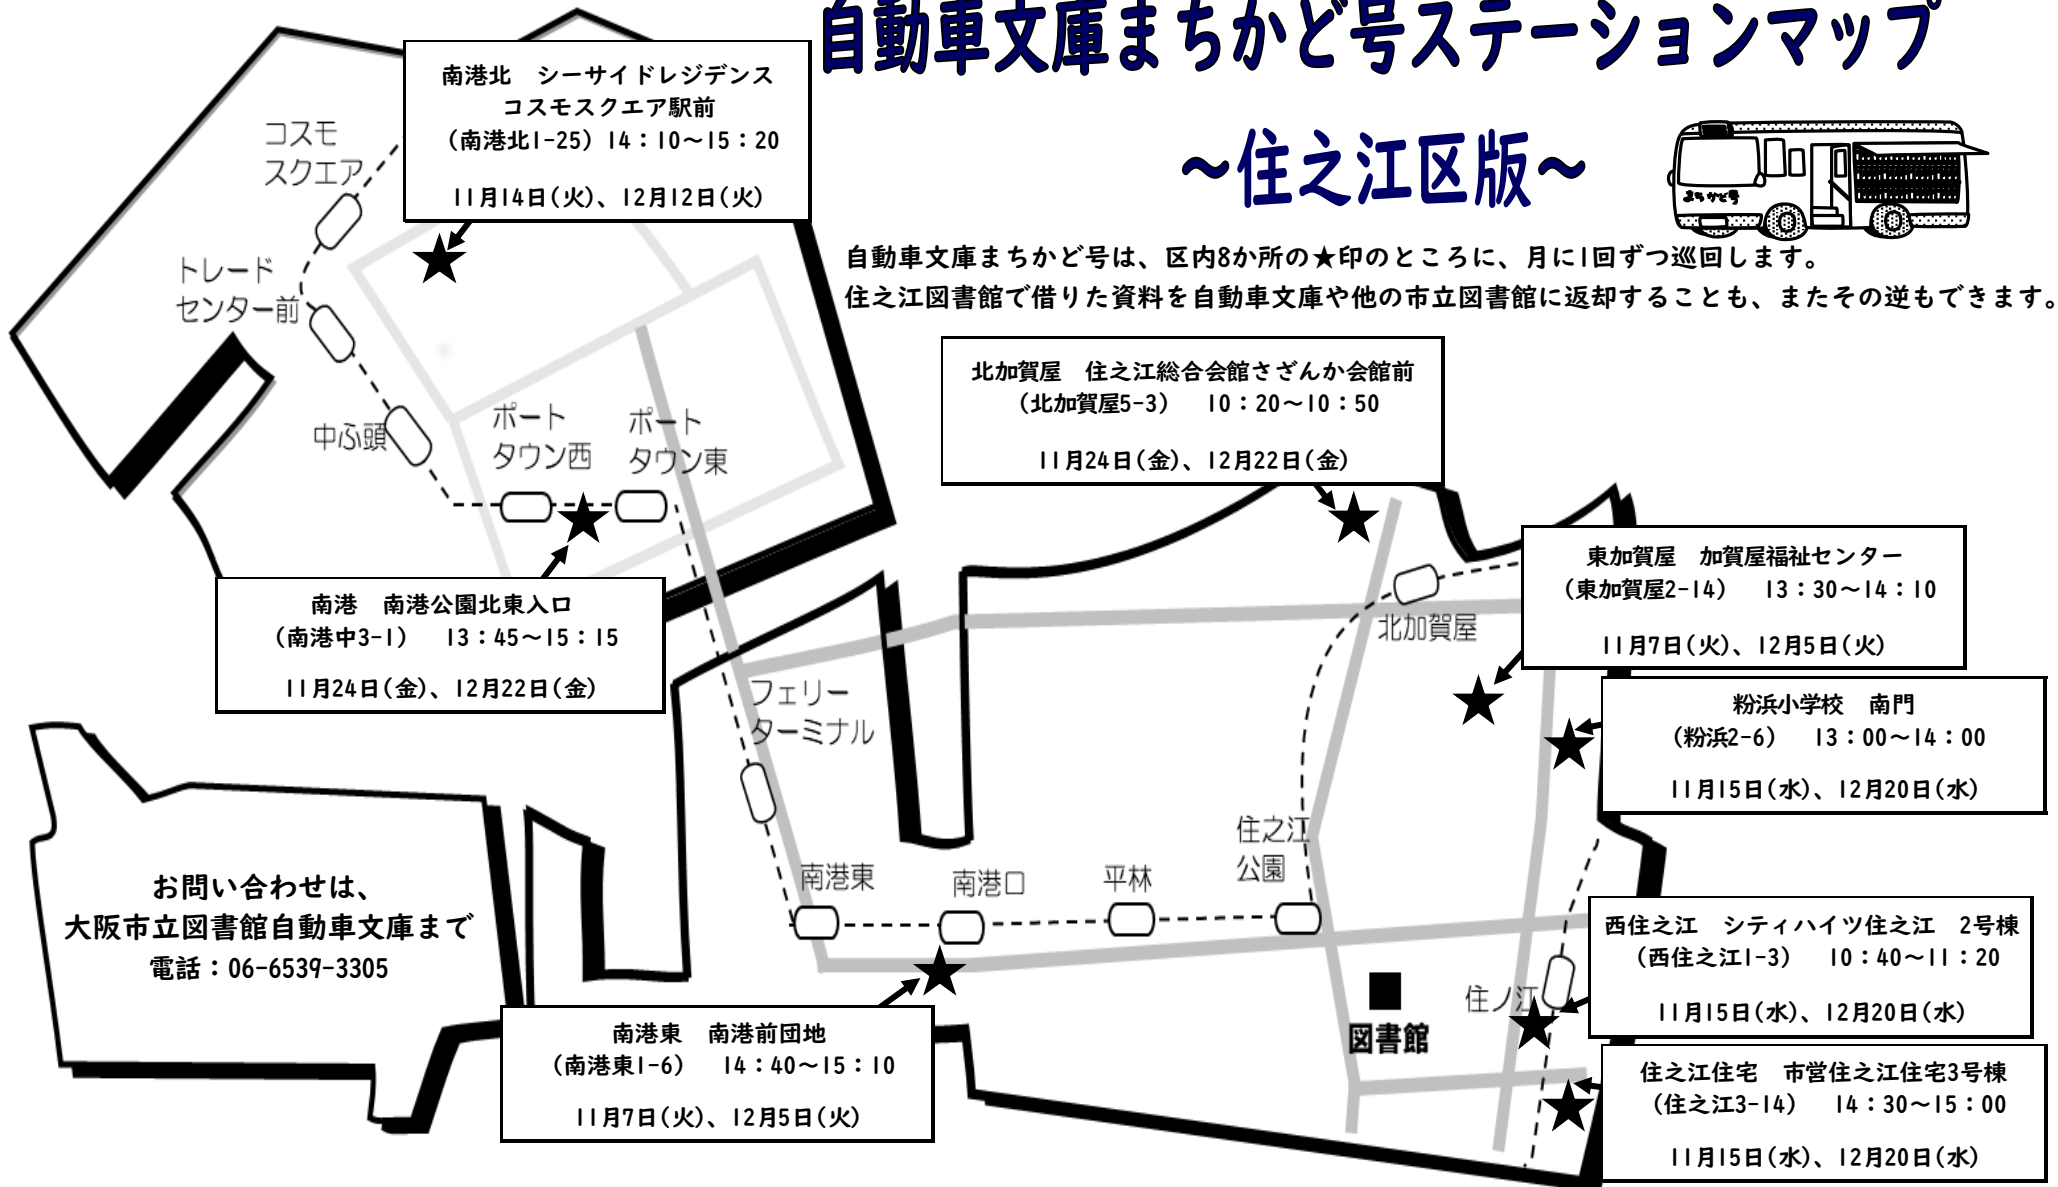 自動車文庫まちかど号ステーションマップ
～住之江区版～
まちかど号
自動車文庫まちかど号は、区内8か所の★印のところに、月に1回ずつ巡回します。
住之江図書館で借りた資料を自動車文庫や他の市立図書館に返却することも、またその逆もできます。
南港北　シーサイドレジデンス
コスモスクエア駅前
（南港北1-25）14：10～15：20
11月14日(火)、12月12日(火)
コスモ
スクエア
トレード
センター前
中ふ頭
ポート
タウン西
ポート
タウン東
北加賀屋　住之江総合会館さざんか会館前
（北加賀屋5-3）　10：20～10：50
11月24日(金)、12月22日(金)
東加賀屋　加賀屋福祉センター
（東加賀屋2-14）　13：30～14：10
11月7日(火)、12月5日(火)
南港　南港公園北東入口
（南港中3-1）　13：45～15：15
11月24日(金)、12月22日(金)
北加賀屋
フェリー
ターミナル
粉浜小学校　南門
（粉浜2-6）　13：00～14：00
11月15日(水)、12月20日(水)
住之江
公園
南港東
南港口
平林
お問い合わせは、
大阪市立図書館自動車文庫まで
電話：06-6539-3305
西住之江　シティハイツ住之江　2号棟
（西住之江1-3）　10：40～11：20
11月15日(水)、12月20日(水)
住ノ江
図書館
南港東　南港前団地
（南港東1-6）　14：40～15：10
11月7日(火)、12月5日(火)
住之江住宅　市営住之江住宅3号棟
（住之江3-14）　14：30～15：00
11月15日(水)、12月20日(水)